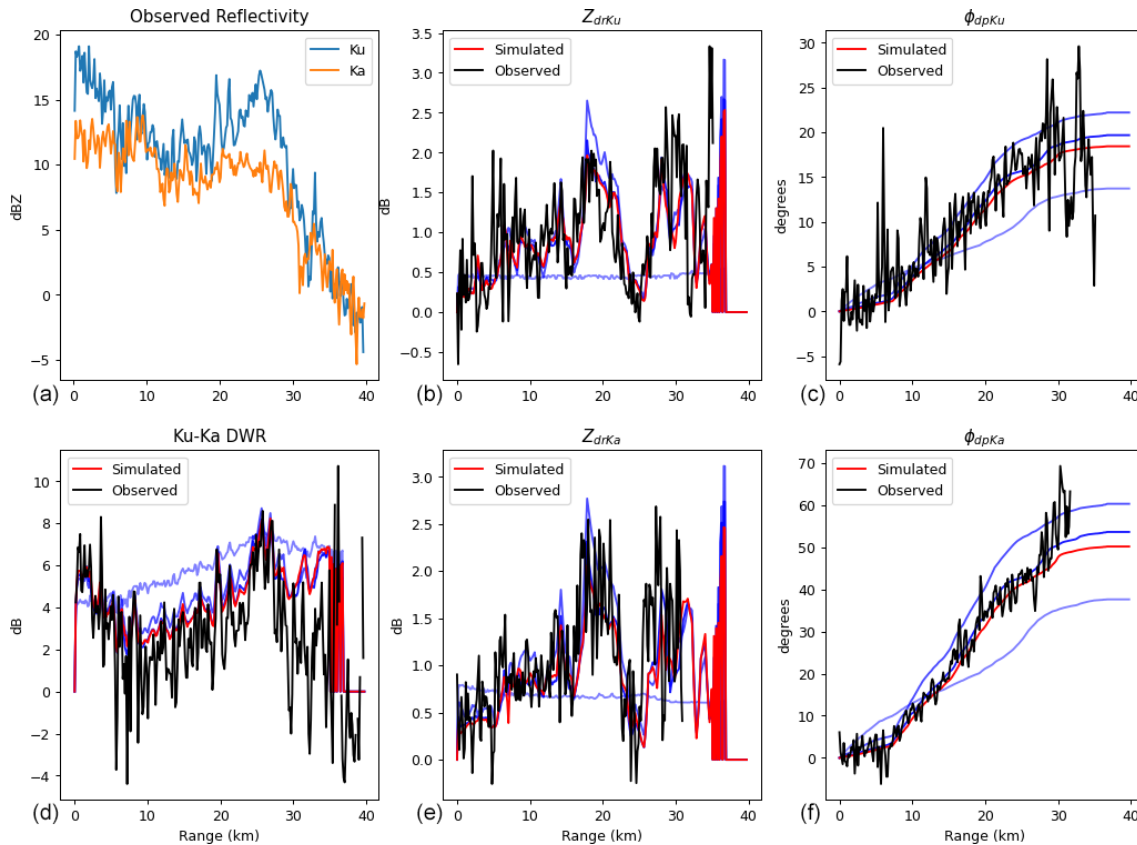 Observed Reflectivity
Z_drKu
ϕ_dpKu
20
15
10
5
0
−5
dBZ
0 10 20 30 40
Ku
Ka
(a)
3.5
3.0
2.5
2.0
1.5
1.0
0.5
0.0
−0.5
dB
0 10 20 30 40
Simulated
Observed
(b)
30
25
20
15
10
5
0
−5
degrees
0 10 20 30 40
Simulated
Observed
(c)
Ku-Ka DWR
Z_drKa
ϕ_dpKa
10
8
6
4
2
0
−2
−4
dB
0 10 20 30 40
Range (km)
Simulated
Observed
(d)
3.0
2.5
2.0
1.5
1.0
0.5
0.0
dB
0 10 20 30 40
Range (km)
Simulated
Observed
(e)
70
60
50
40
30
20
10
0
degrees
0 10 20 30 40
Range (km)
Simulated
Observed
(f)